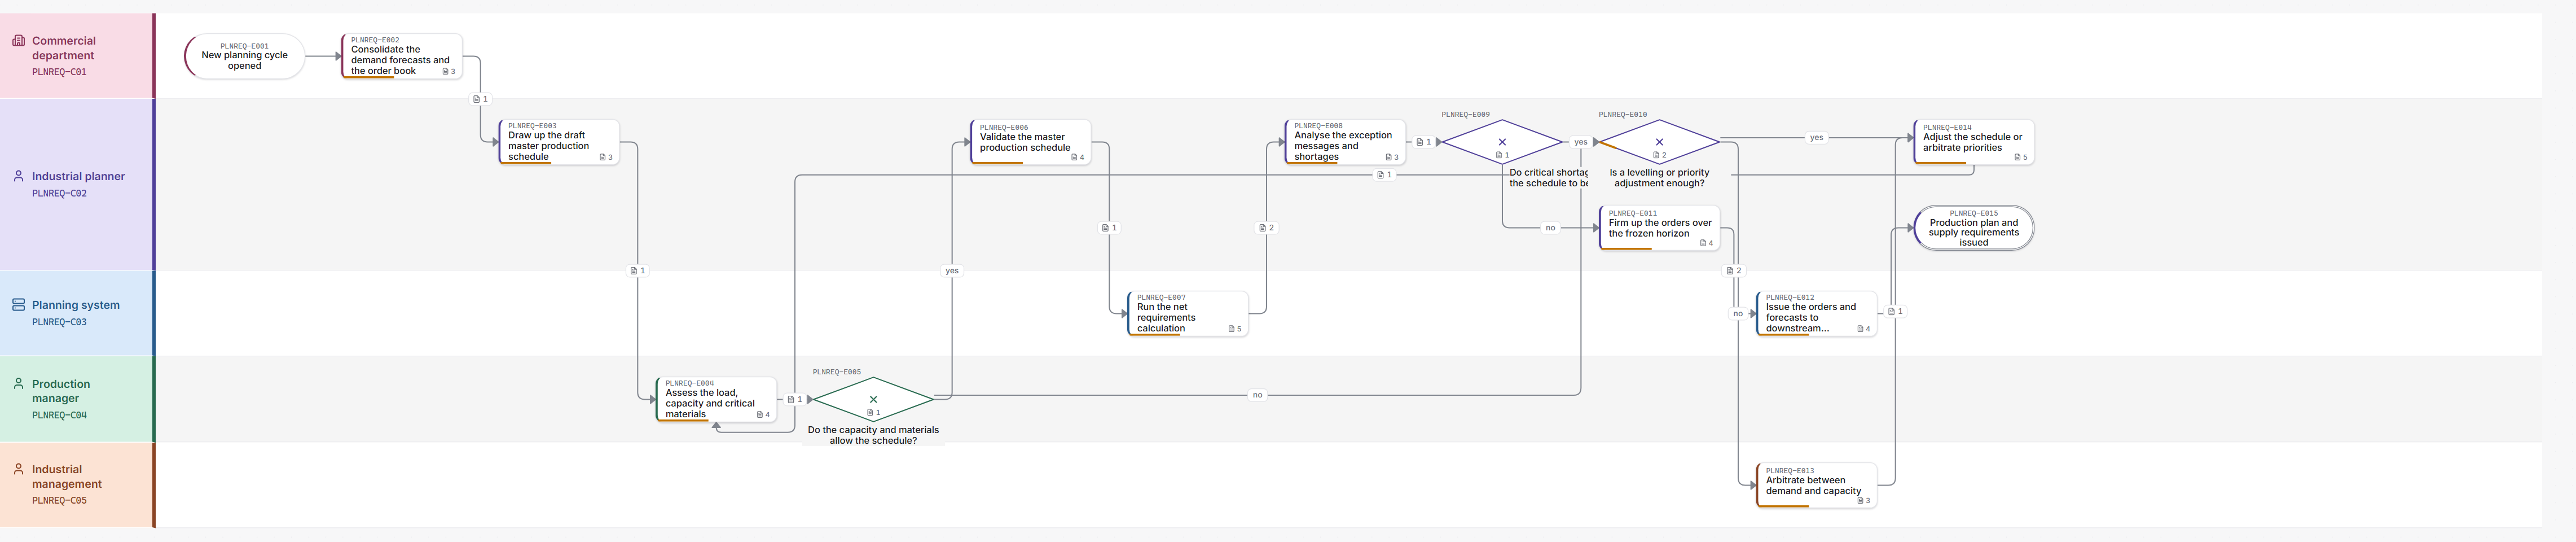 Commercial
department
PLNREQ-C01
PLNREQ-E001
New planning cycle
opened
PLNREQ-E002
Consolidate the
demand forecasts and
the order book
3
1
Industrial planner
PLNREQ-C02
PLNREQ-E003
Draw up the draft
master production
schedule
3
PLNREQ-E006
Validate the master
production schedule
4
PLNREQ-E008
Analyse the exception
messages and
shortages
3
1
PLNREQ-E009
1
Do critical shortag
the schedule to be
yes
PLNREQ-E010
2
Is a levelling or priority
adjustment enough?
yes
PLNREQ-E014
Adjust the schedule or
arbitrate priorities
5
1
1
2
no
PLNREQ-E011
Firm up the orders over
the frozen horizon
4
PLNREQ-E015
Production plan and
supply requirements
issued
1
yes
2
Planning system
PLNREQ-C03
PLNREQ-E007
Run the net
requirements
calculation
5
no
PLNREQ-E012
Issue the orders and
forecasts to
downstream...
4
1
Production
manager
PLNREQ-C04
PLNREQ-E004
Assess the load,
capacity and critical
materials
4
1
PLNREQ-E005
1
Do the capacity and materials
allow the schedule?
no
Industrial
management
PLNREQ-C05
PLNREQ-E013
Arbitrate between
demand and capacity
3